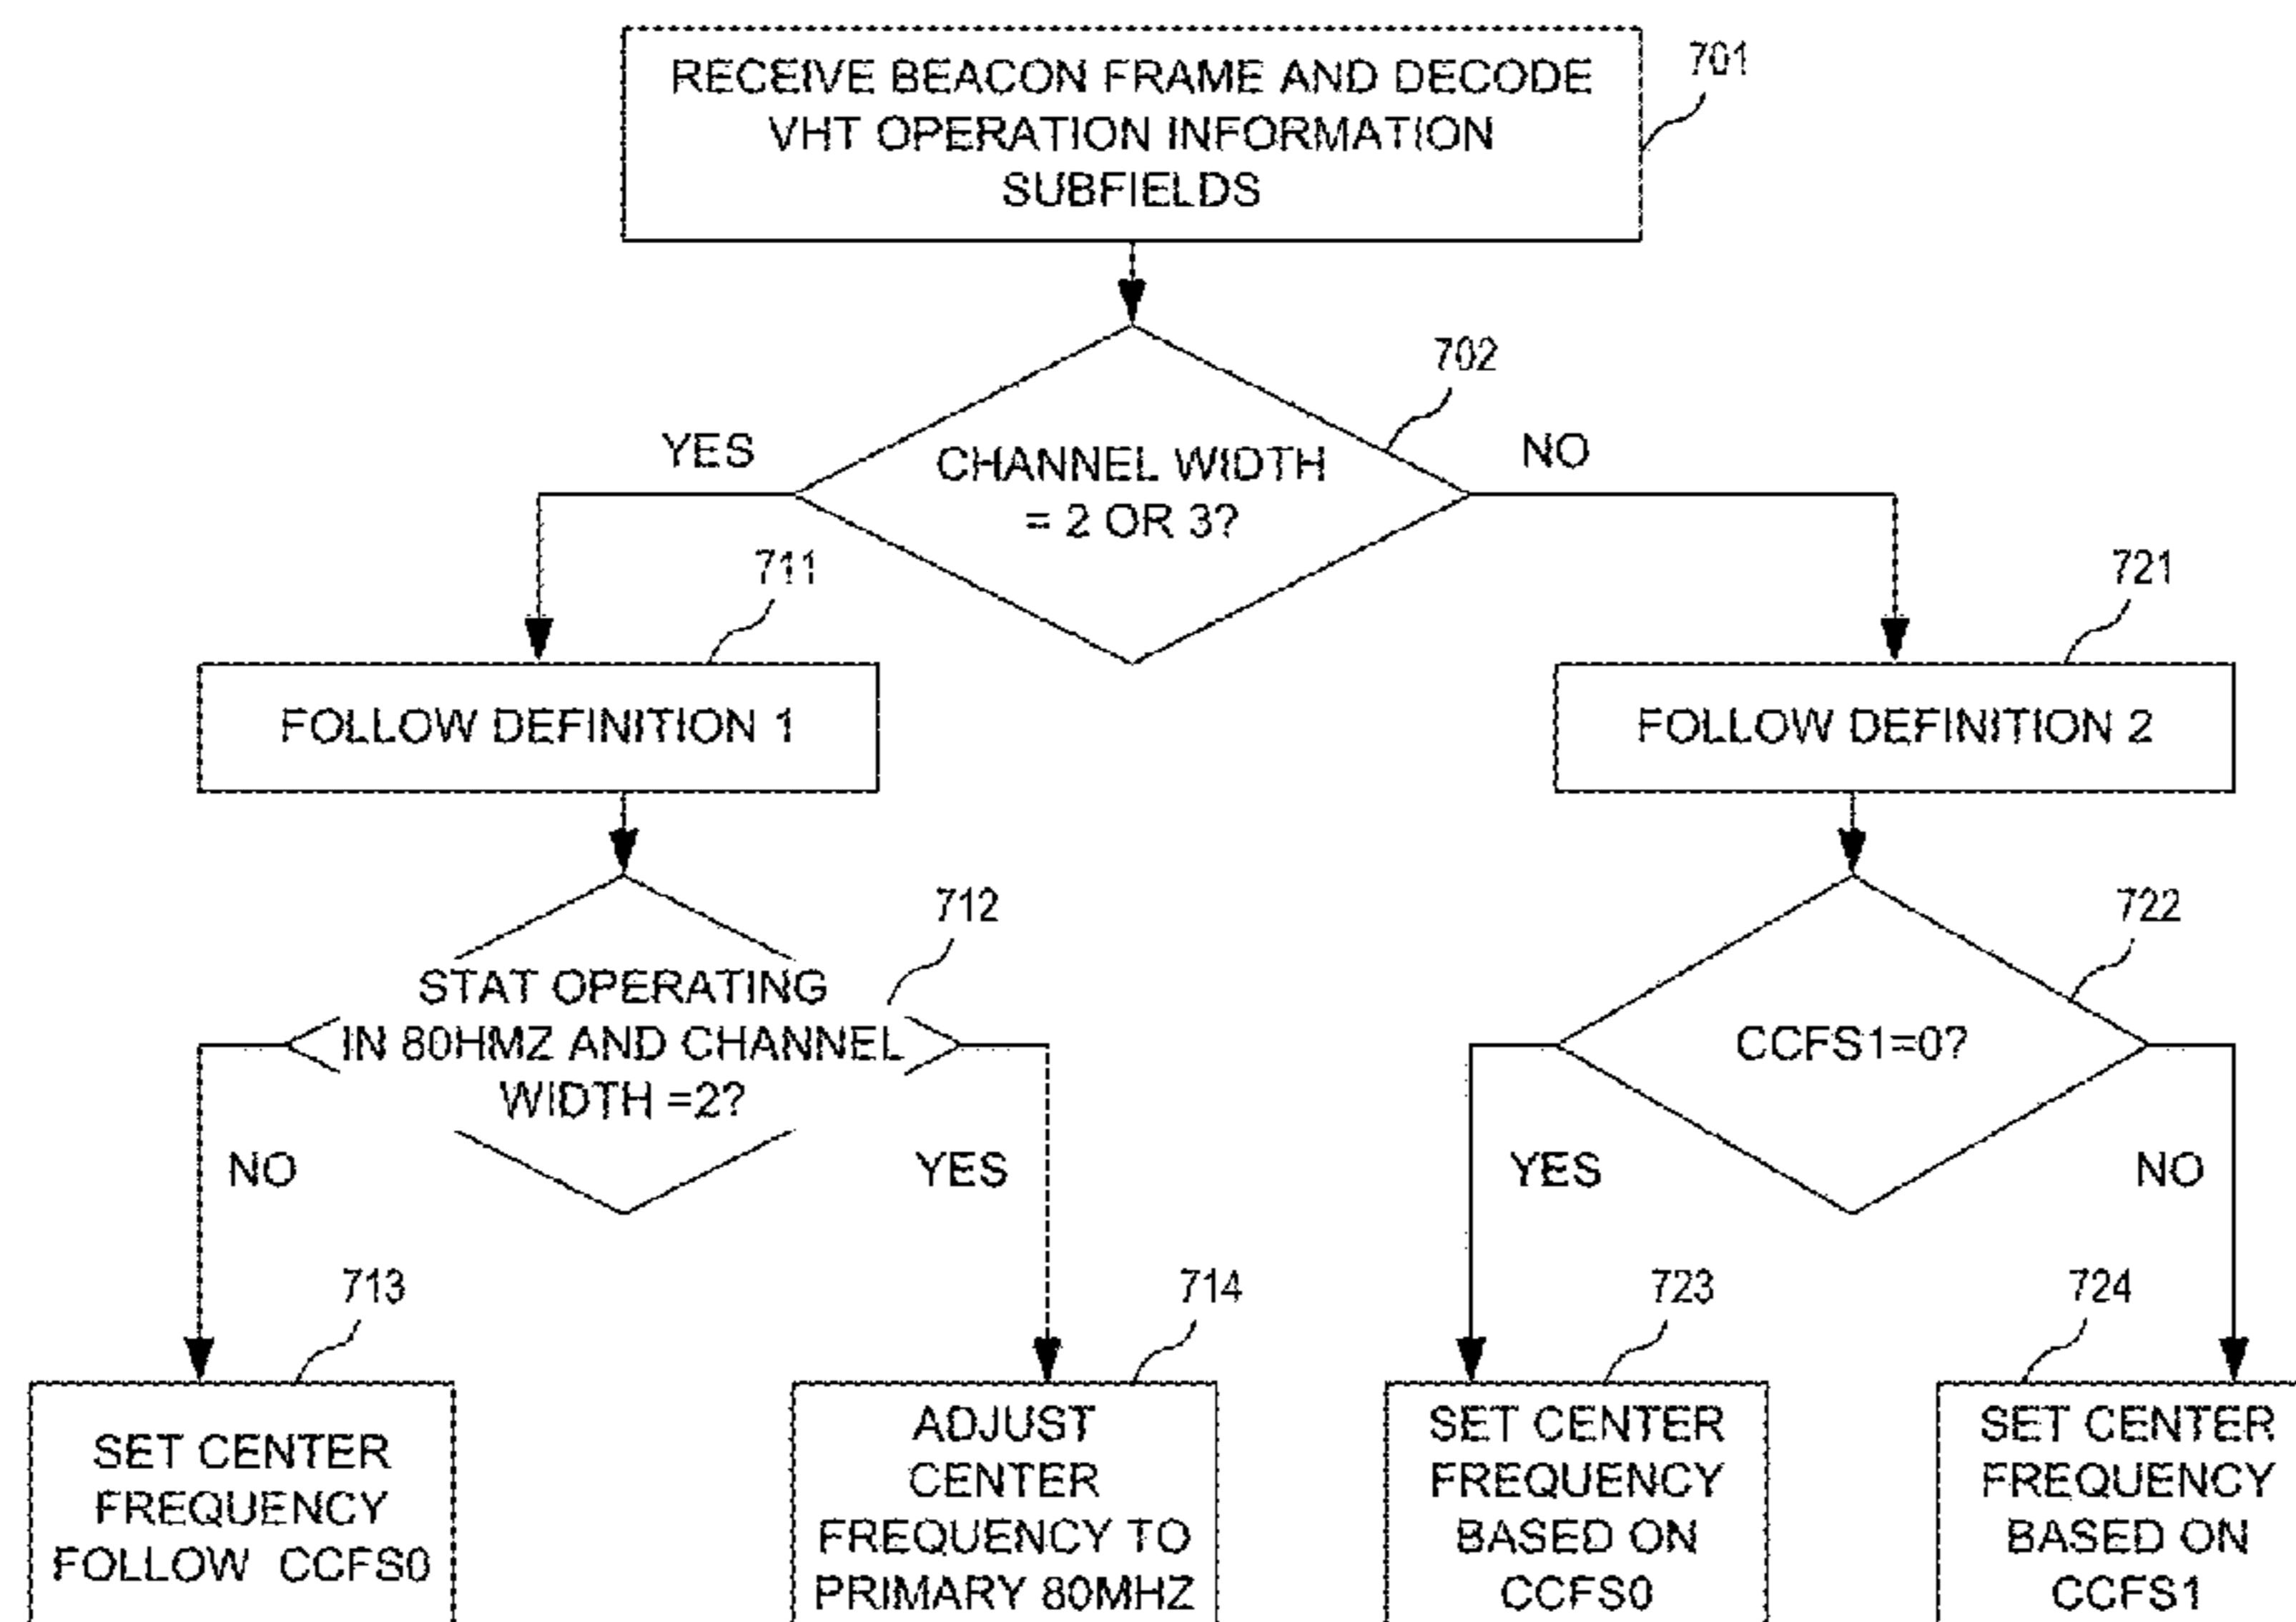 RECEIVE BEACON FRAME AND DECODE
VHT OPERATION INFORMATION
SUBFIELDS
701
702
YES
CHANNEL WIDTH
= 2 OR 3?
NO
711
721
FOLLOW DEFINITION 1
FOLLOW DEFINITION 2
712
722
STAT OPERATING
IN 80HMZ AND CHANNEL
WIDTH =2?
CCFS1=0?
NO
YES
YES
NO
713
714
723
724
SET CENTER
FREQUENCY
FOLLOW CCFS0
ADJUST
CENTER
FREQUENCY TO
PRIMARY 80MHZ
SET CENTER
FREQUENCY
BASED ON
CCFS0
SET CENTER
FREQUENCY
BASED ON
CCFS1